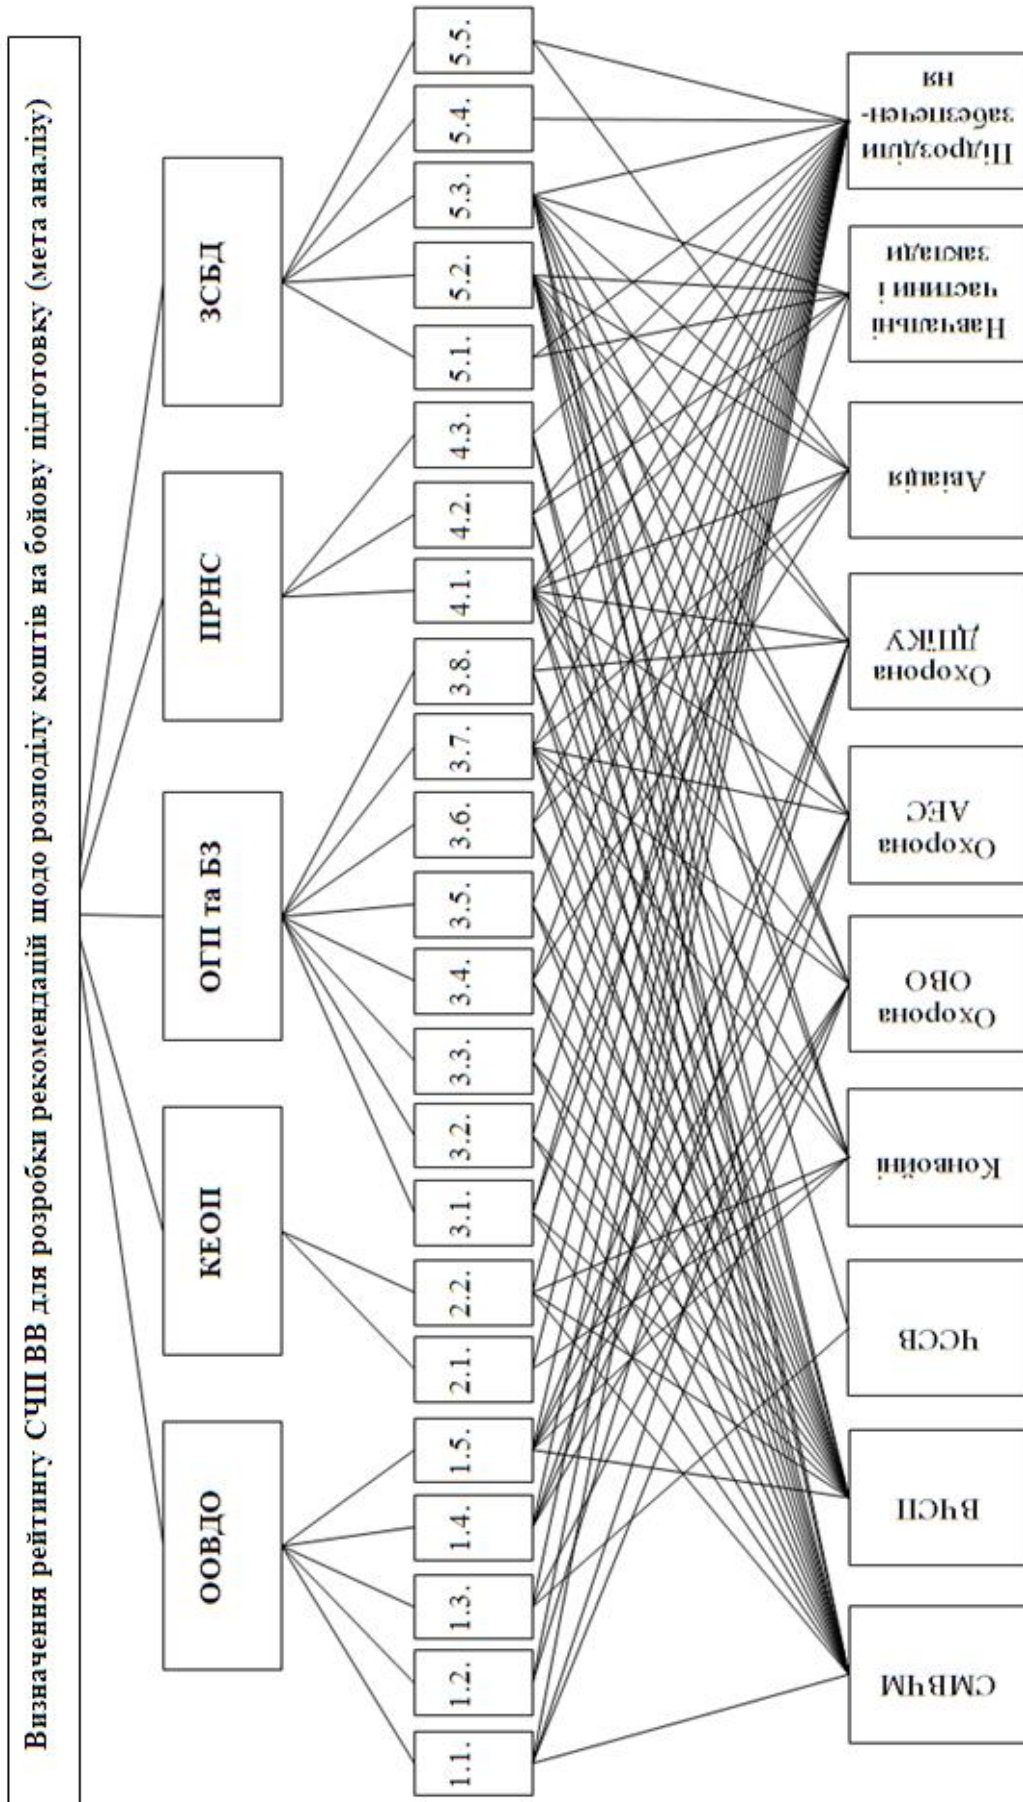 Визначення рейтингу СЧП ВВ для розробки рекомендацій щодо розподілу коштів на бойову підготовку (мета аналізу)
ООВДО
КЕОП
ОГП та БЗ
ПРНС
ЗСБД
1.1.
1.2.
1.3.
1.4.
1.5.
2.1.
2.2.
3.1.
3.2.
3.3.
3.4.
3.5.
3.6.
3.7.
3.8.
4.1.
4.2.
4.3.
5.1.
5.2.
5.3.
5.4.
5.5.
СМВЧМ
ВЧСП
ЧССВ
Конвойні
Охорона
ОВО
Охорона
АЕС
Охорона
ДПіКУ
Авіація
Навчальні
частини і
заклади
Підрозділи
забезпечен-
ня